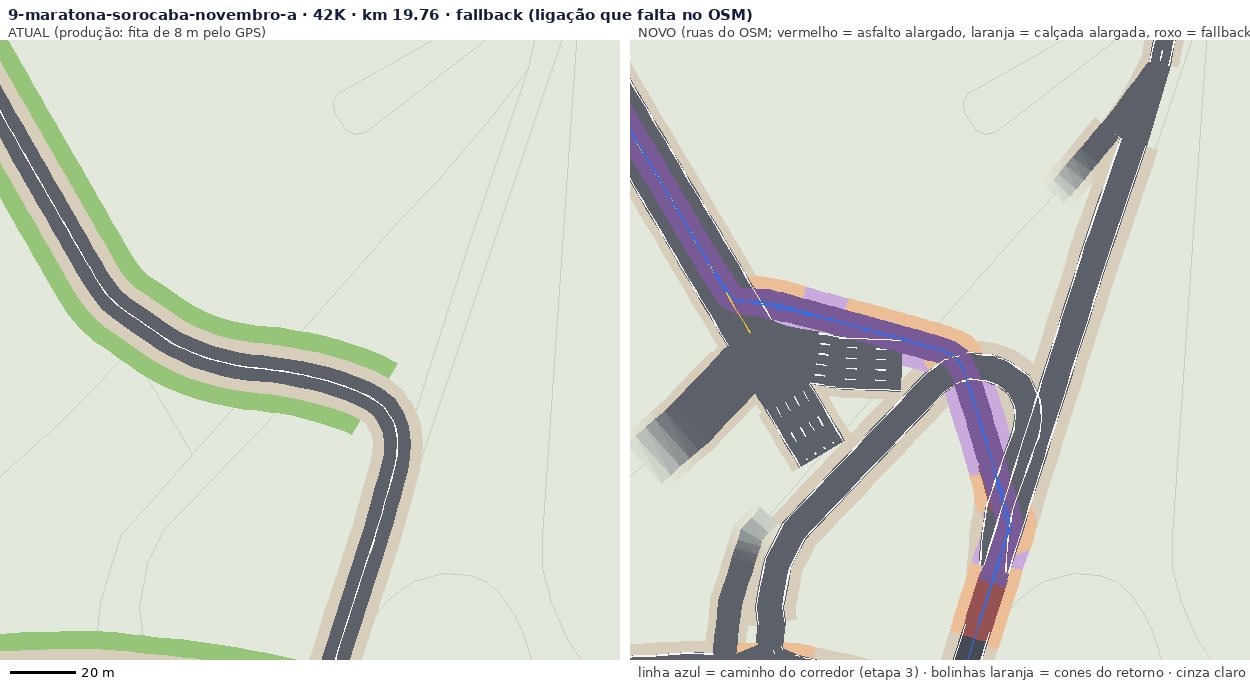 9-maratona-sorocaba-novembro-a · 42K · km 19.76 · fallback (ligação que falta no OSM)
ATUAL (produção: fita de 8 m pelo GPS)
NOVO (ruas do OSM; vermelho = asfalto alargado, laranja = calçada alargada, roxo = fallback
20 m
linha azul = caminho do corredor (etapa 3) · bolinhas laranja = cones do retorno · cinza claro